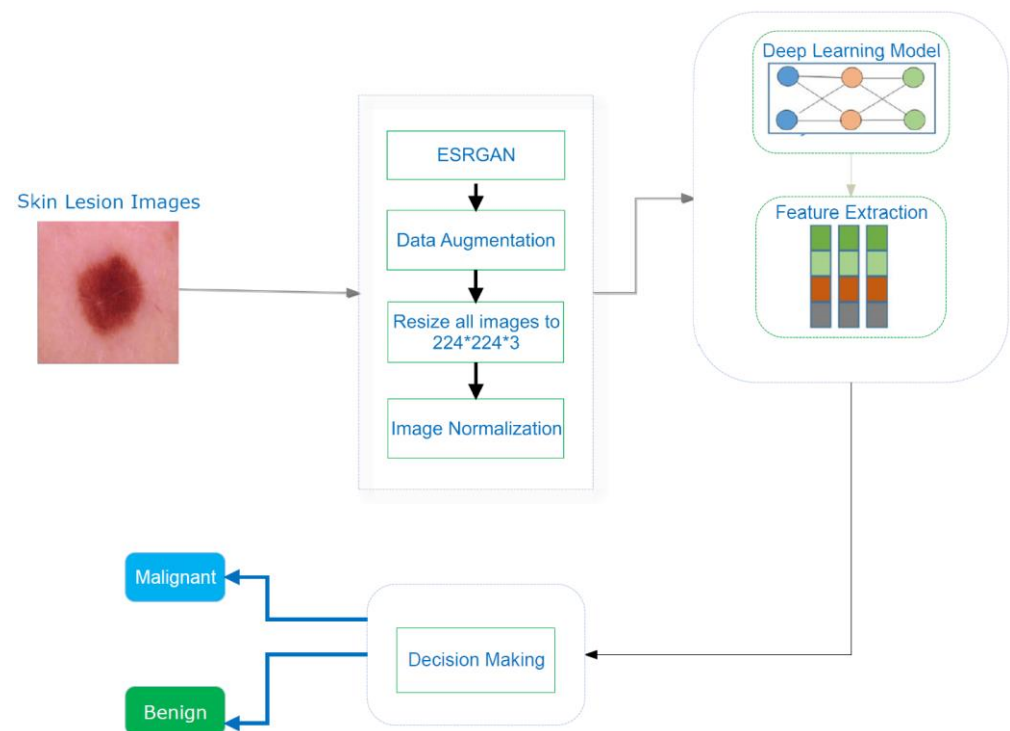 Skin Lesion Images
ESRGAN
Data Augmentation
Resize all images to
224*224*3
Image Normalization
Deep Learning Model
Feature Extraction
Decision Making
Malignant
Benign